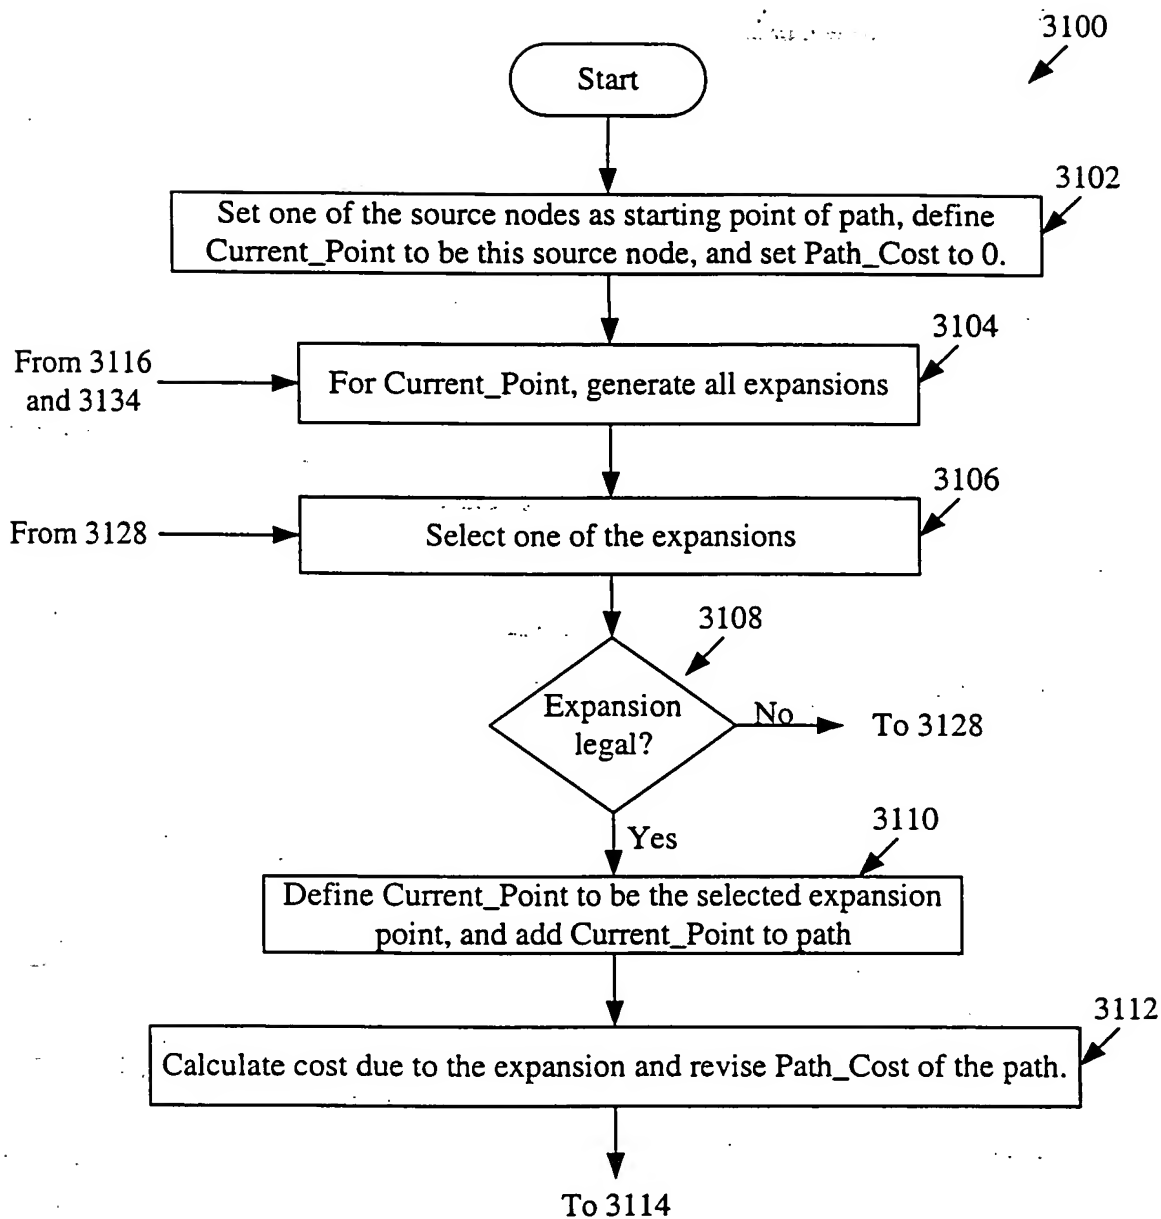 3100
Start
3102
Set one of the source nodes as starting point of path, define
Current_Point to be this source node, and set Path_Cost to 0.
3104
From 3116
and 3134
For Current_Point, generate all expansions
3106
From 3128
Select one of the expansions
3108
Expansion
legal?
No
To 3128
Yes
3110
Define Current_Point to be the selected expansion
point, and add Current_Point to path
3112
Calculate cost due to the expansion and revise Path_Cost of the path.
To 3114